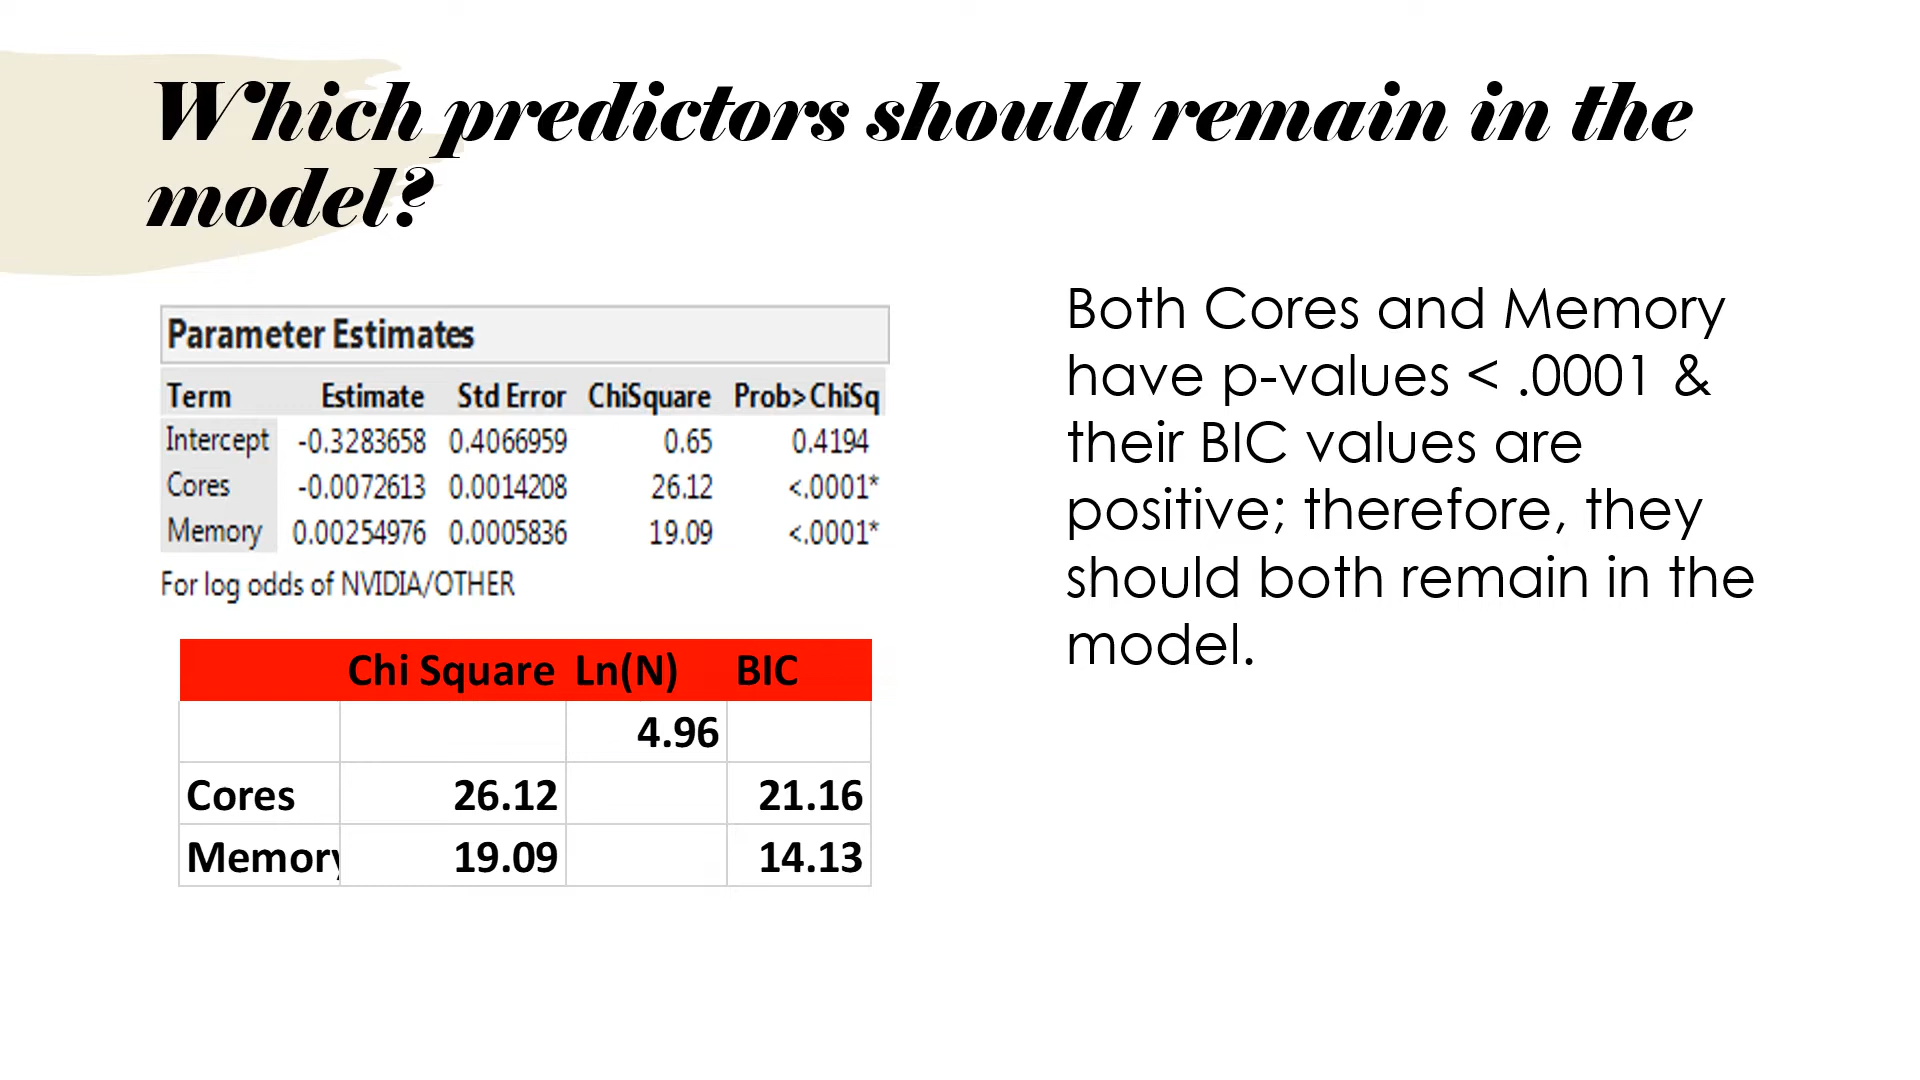 Which predictors should remain in the
model?
Parameter Estimates
Term Estimate Std Error ChiSquare Prob>ChiSq
Intercept -0.3283658 0.4066959 0.65 0.4194
Cores -0.0072613 0.0014208 26.12 <.0001*
Memory 0.00254976 0.0005836 19.09 <.0001*
For log odds of NVIDIA/OTHER
Chi Square Ln(N) BIC
4.96
Cores 26.12 21.16
Memory 19.09 14.13
Both Cores and Memory
have p-values < .0001 &
their BIC values are
positive; therefore, they
should both remain in the
model.